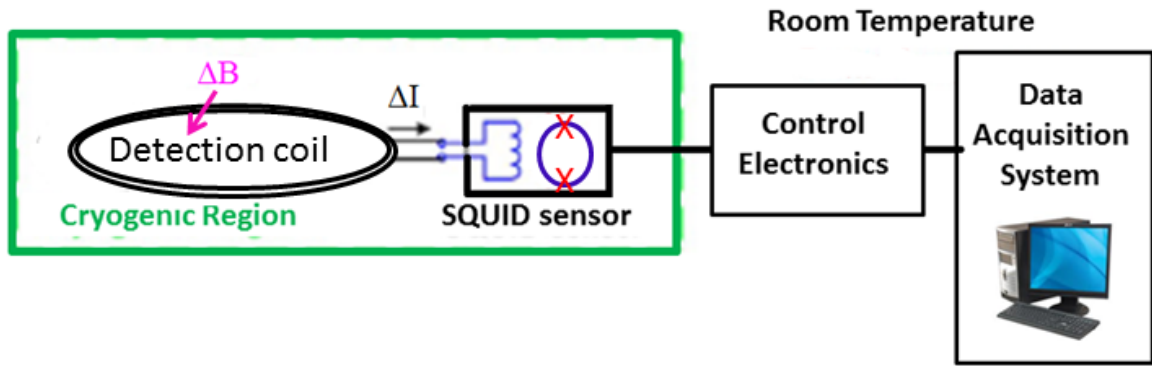 Room Temperature
ΔB
ΔI
Detection coil
Cryogenic Region
SQUID sensor
X
X
Control
Electronics
Data
Acquisition
System